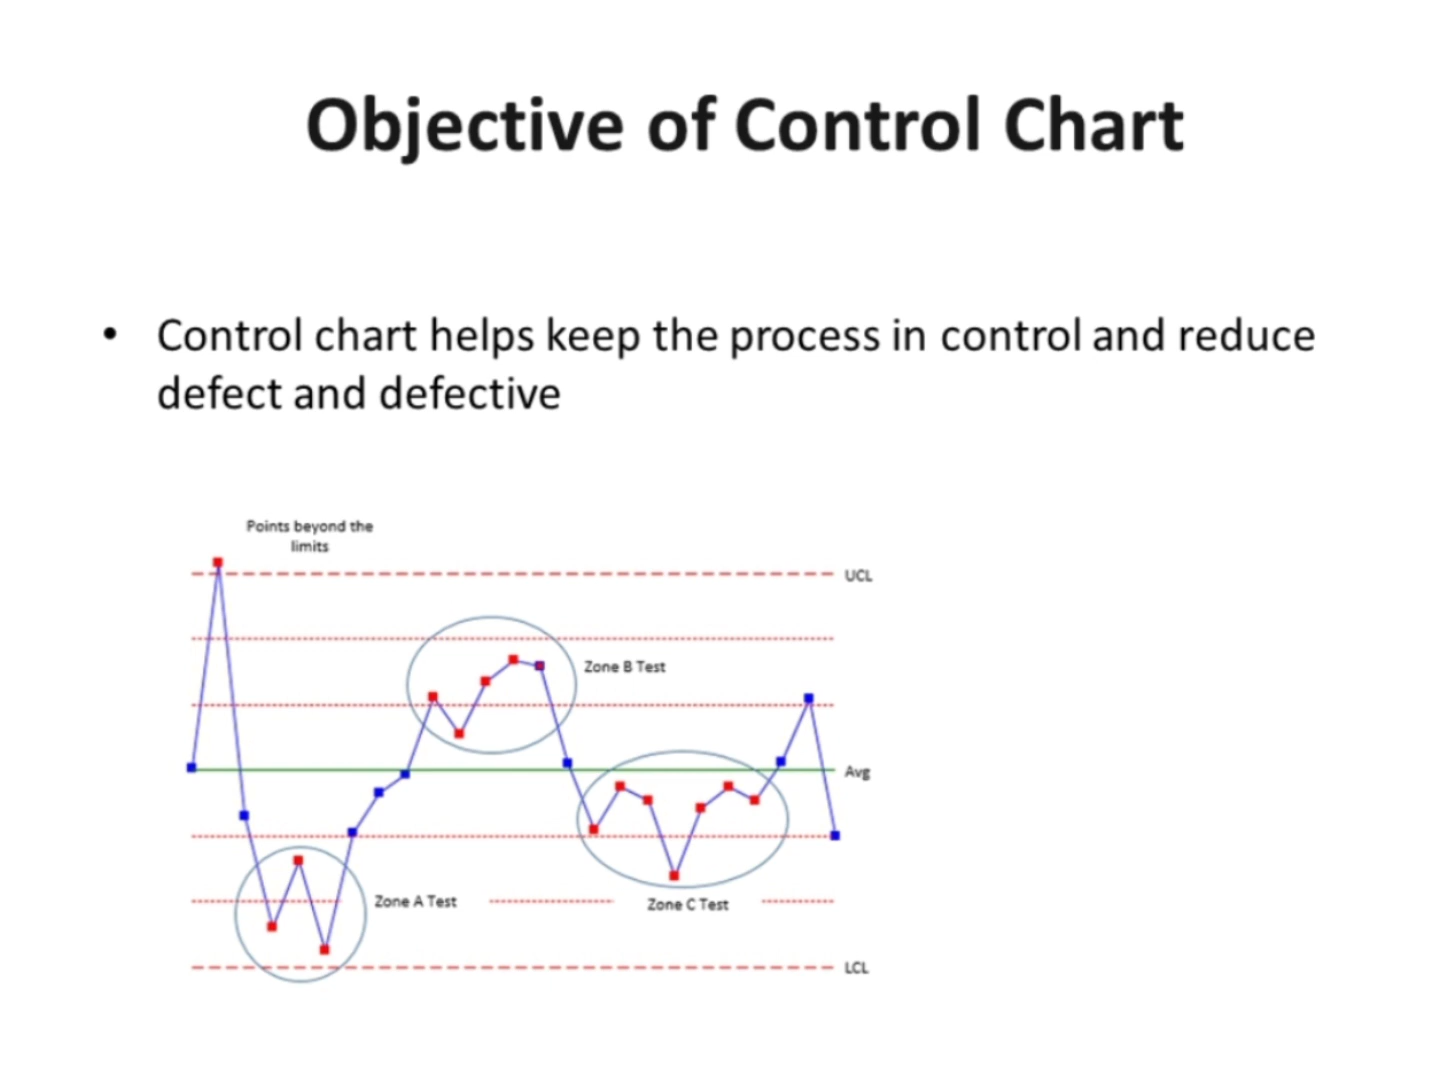 Objective of Control Chart
• Control chart helps keep the process in control and reduce
defect and defective
Points beyond the
limits
UCL
Zone B Test
Avg
Zone A Test
Zone C Test
LCL